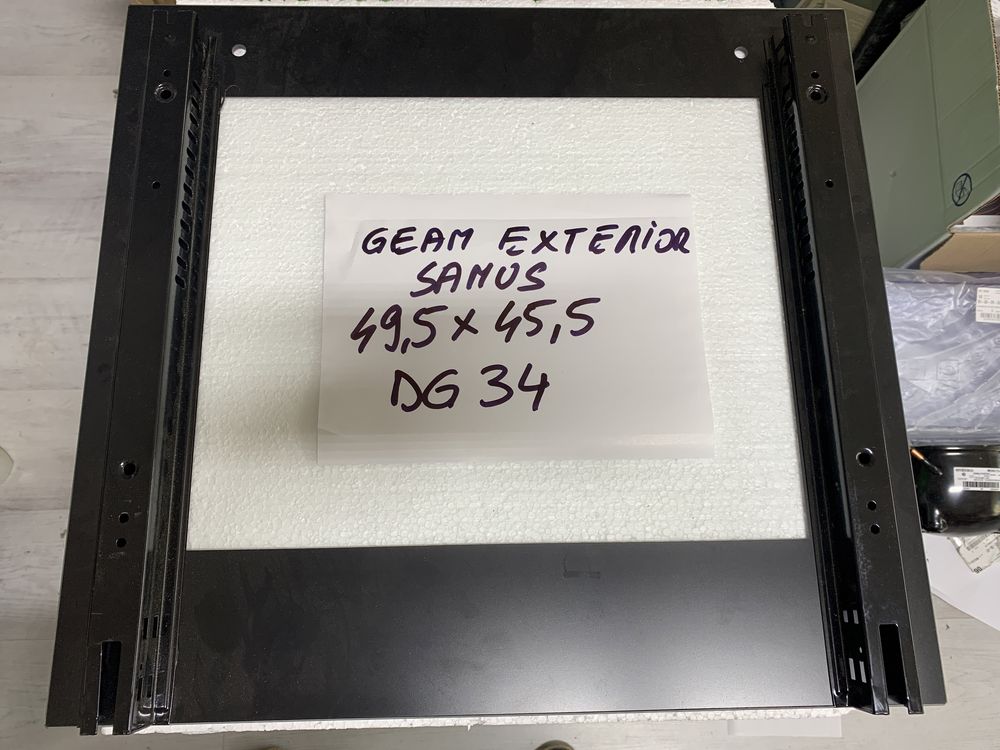 GEAM EXTERIOR
SAMUS
49,5 x 45,5
DG 34